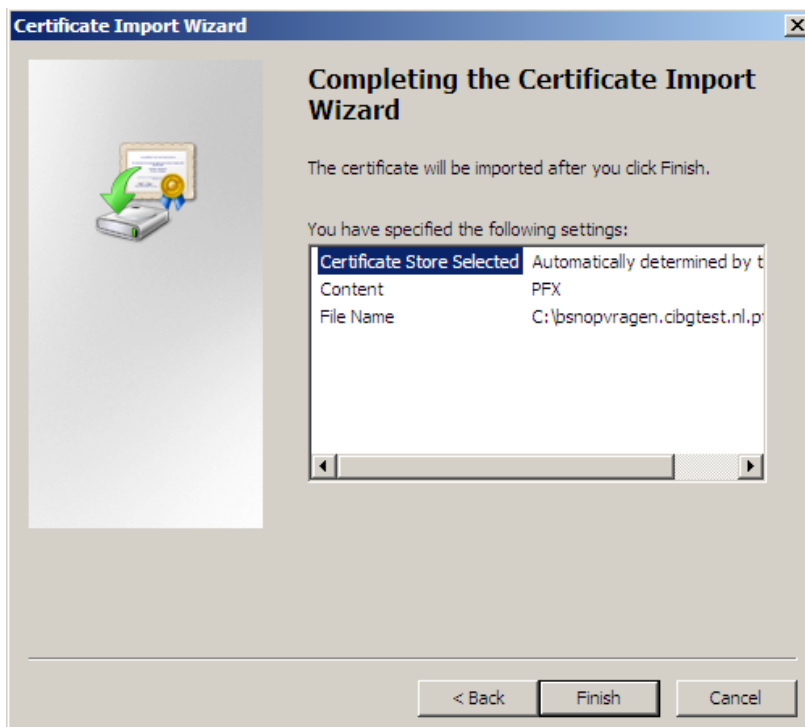 Certificate Import Wizard
Completing the Certificate Import
Wizard
The certificate will be imported after you click Finish.
You have specified the following settings:
Certificate Store Selected Automatically determined by t
Content PFX
File Name C:\bsnopvragen.cibgtest.nl.p
< Back Finish Cancel